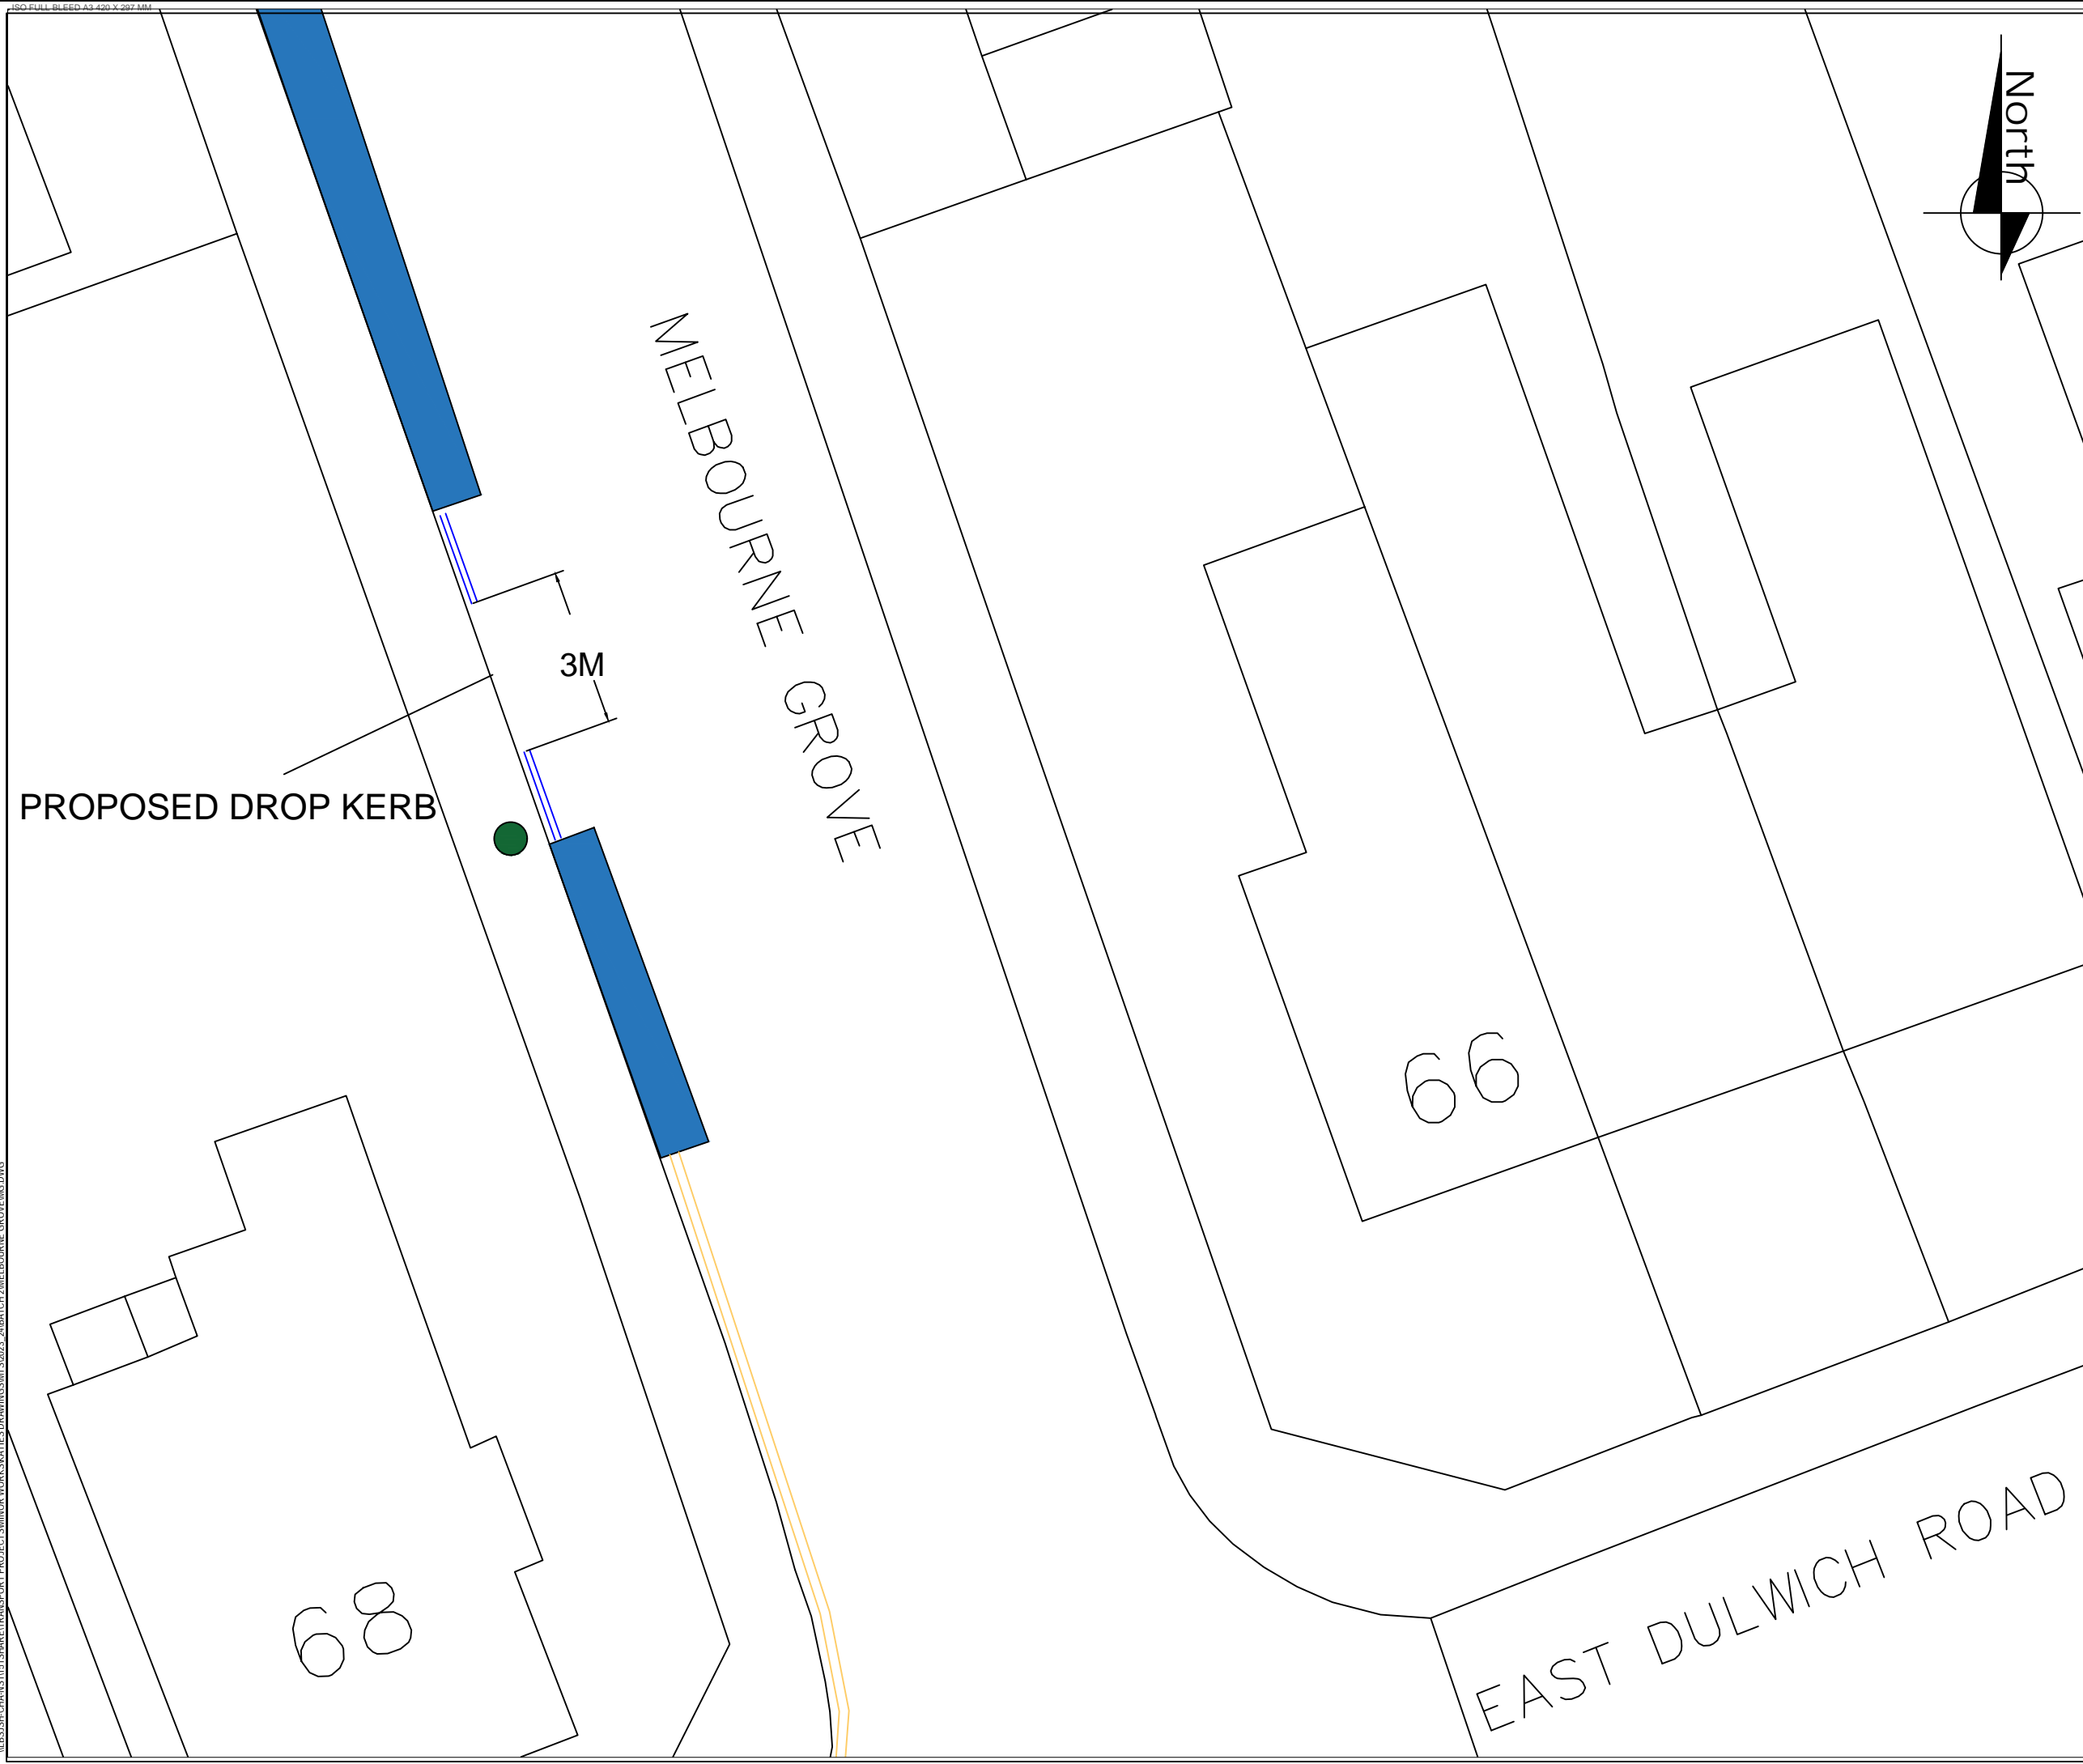 ISO FULL BLEED A3 420 X 297 MM
North
MELBOURNE GROVE
3M
PROPOSED DROP KERB
66
68
EAST DULWICH ROAD